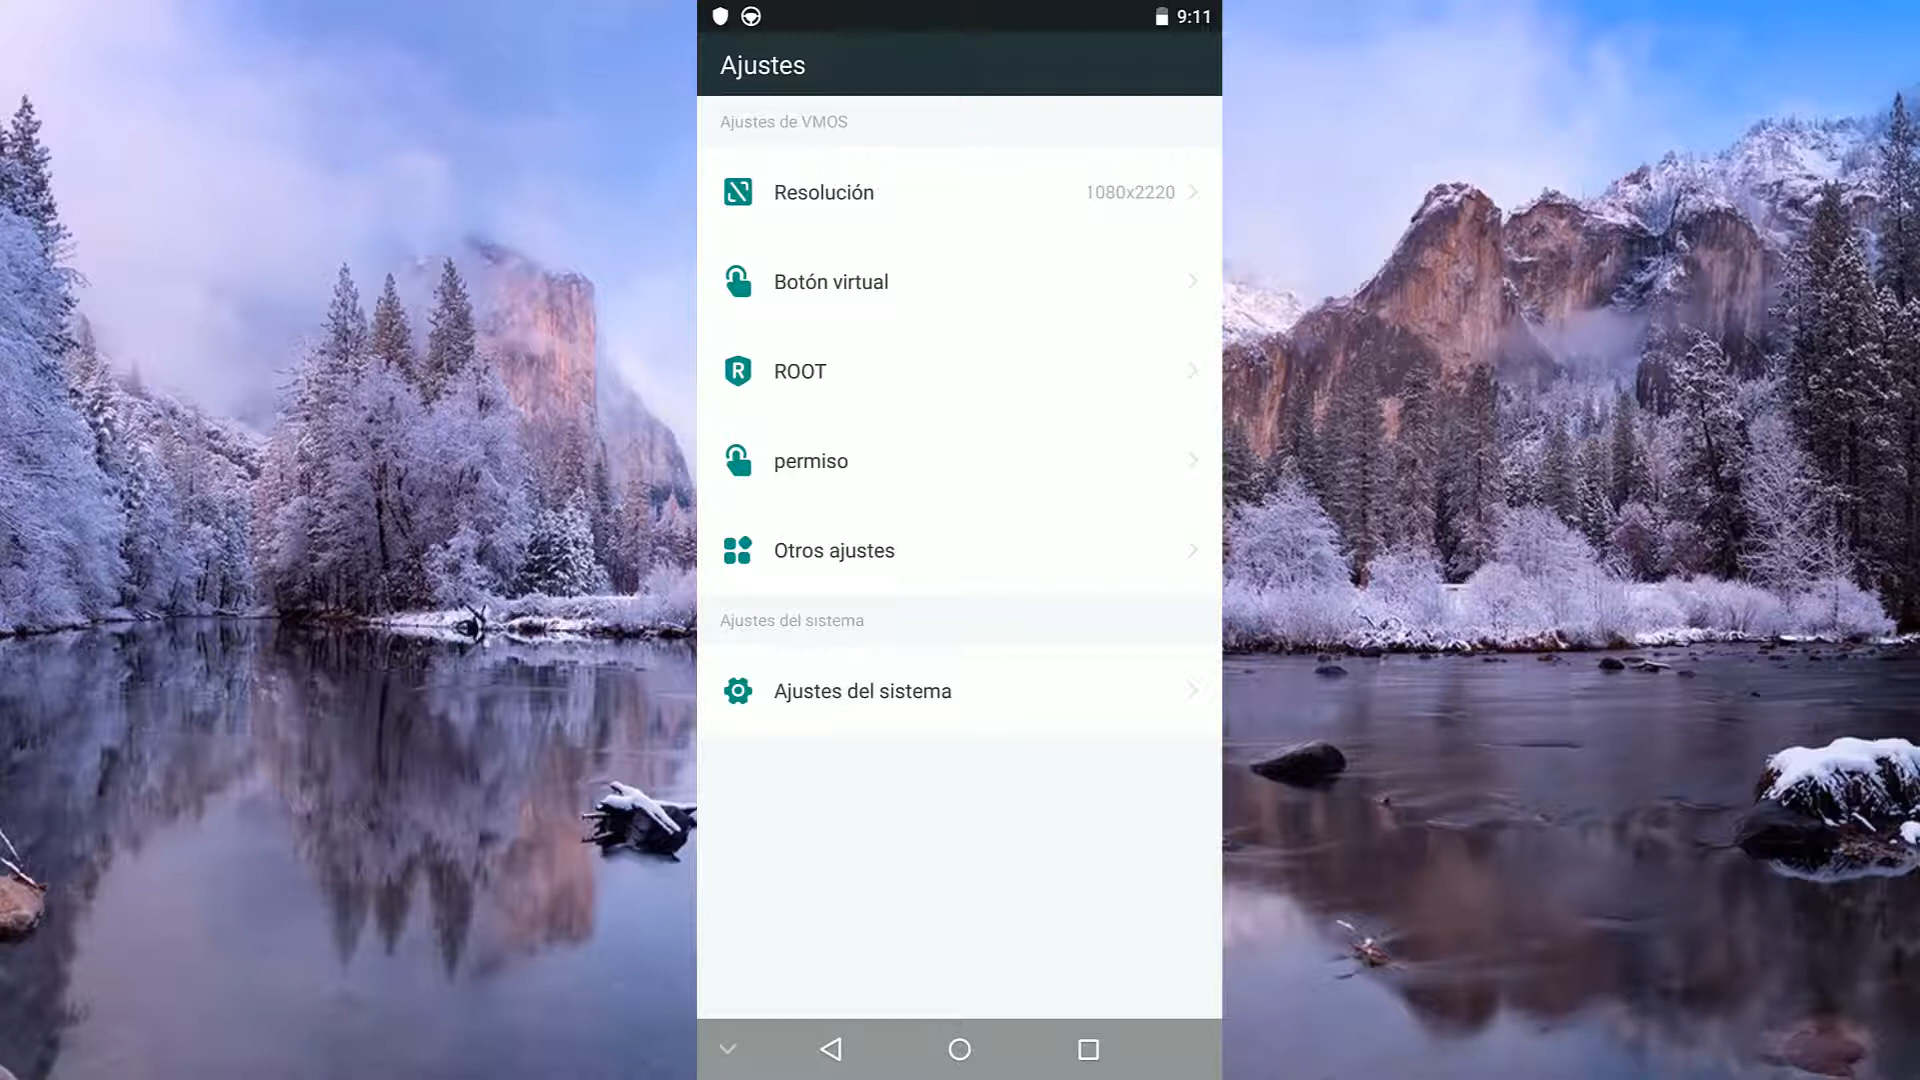 9:11
Ajustes
Ajustes de VMOS
Resolución 1080x2220
Botón virtual
ROOT
permiso
Otros ajustes
Ajustes del sistema
Ajustes del sistema